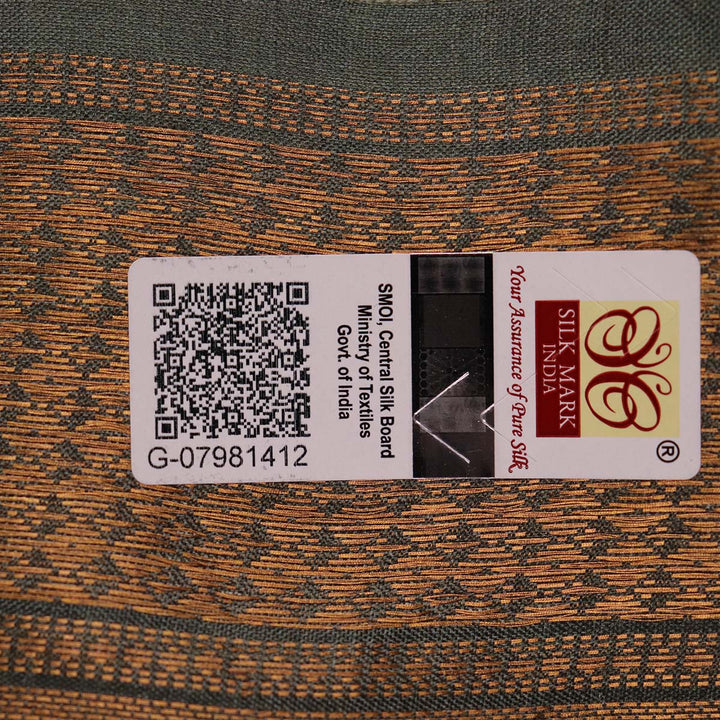 G-07981412
SMOI, Central Silk Board
Ministry of Textiles
Govt. of India
Your Assurance of Pure Silk
SILK MARK
INDIA
®